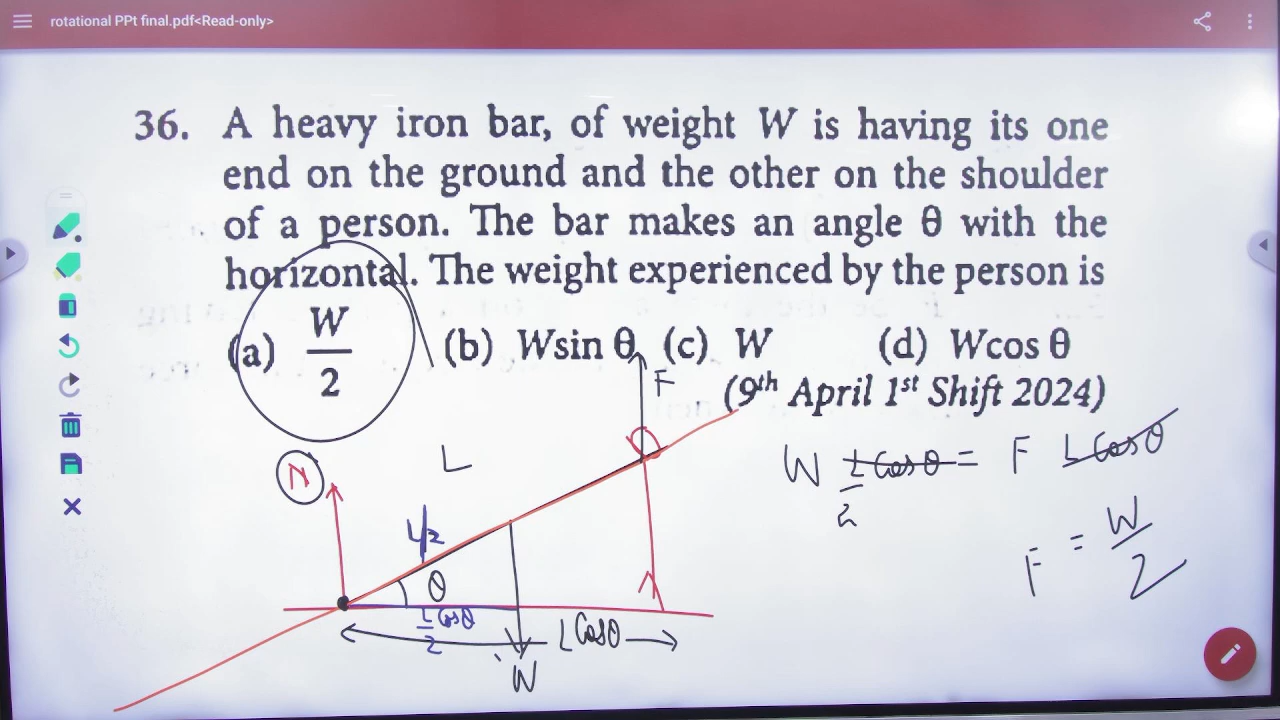 rotational PPt final.pdf<Read-only>
36. A heavy iron bar, of weight W is having its one
end on the ground and the other on the shoulder
of a person. The bar makes an angle θ with the
horizontal. The weight experienced by the person is
(a) W/2 (b) Wsin θ (c) W (d) Wcos θ
(9th April 1st Shift 2024)
F
N
L
L/2
θ
L/2 Cosθ
L Cosθ
W
W L/2 Cosθ = F L Cosθ
F = W/2